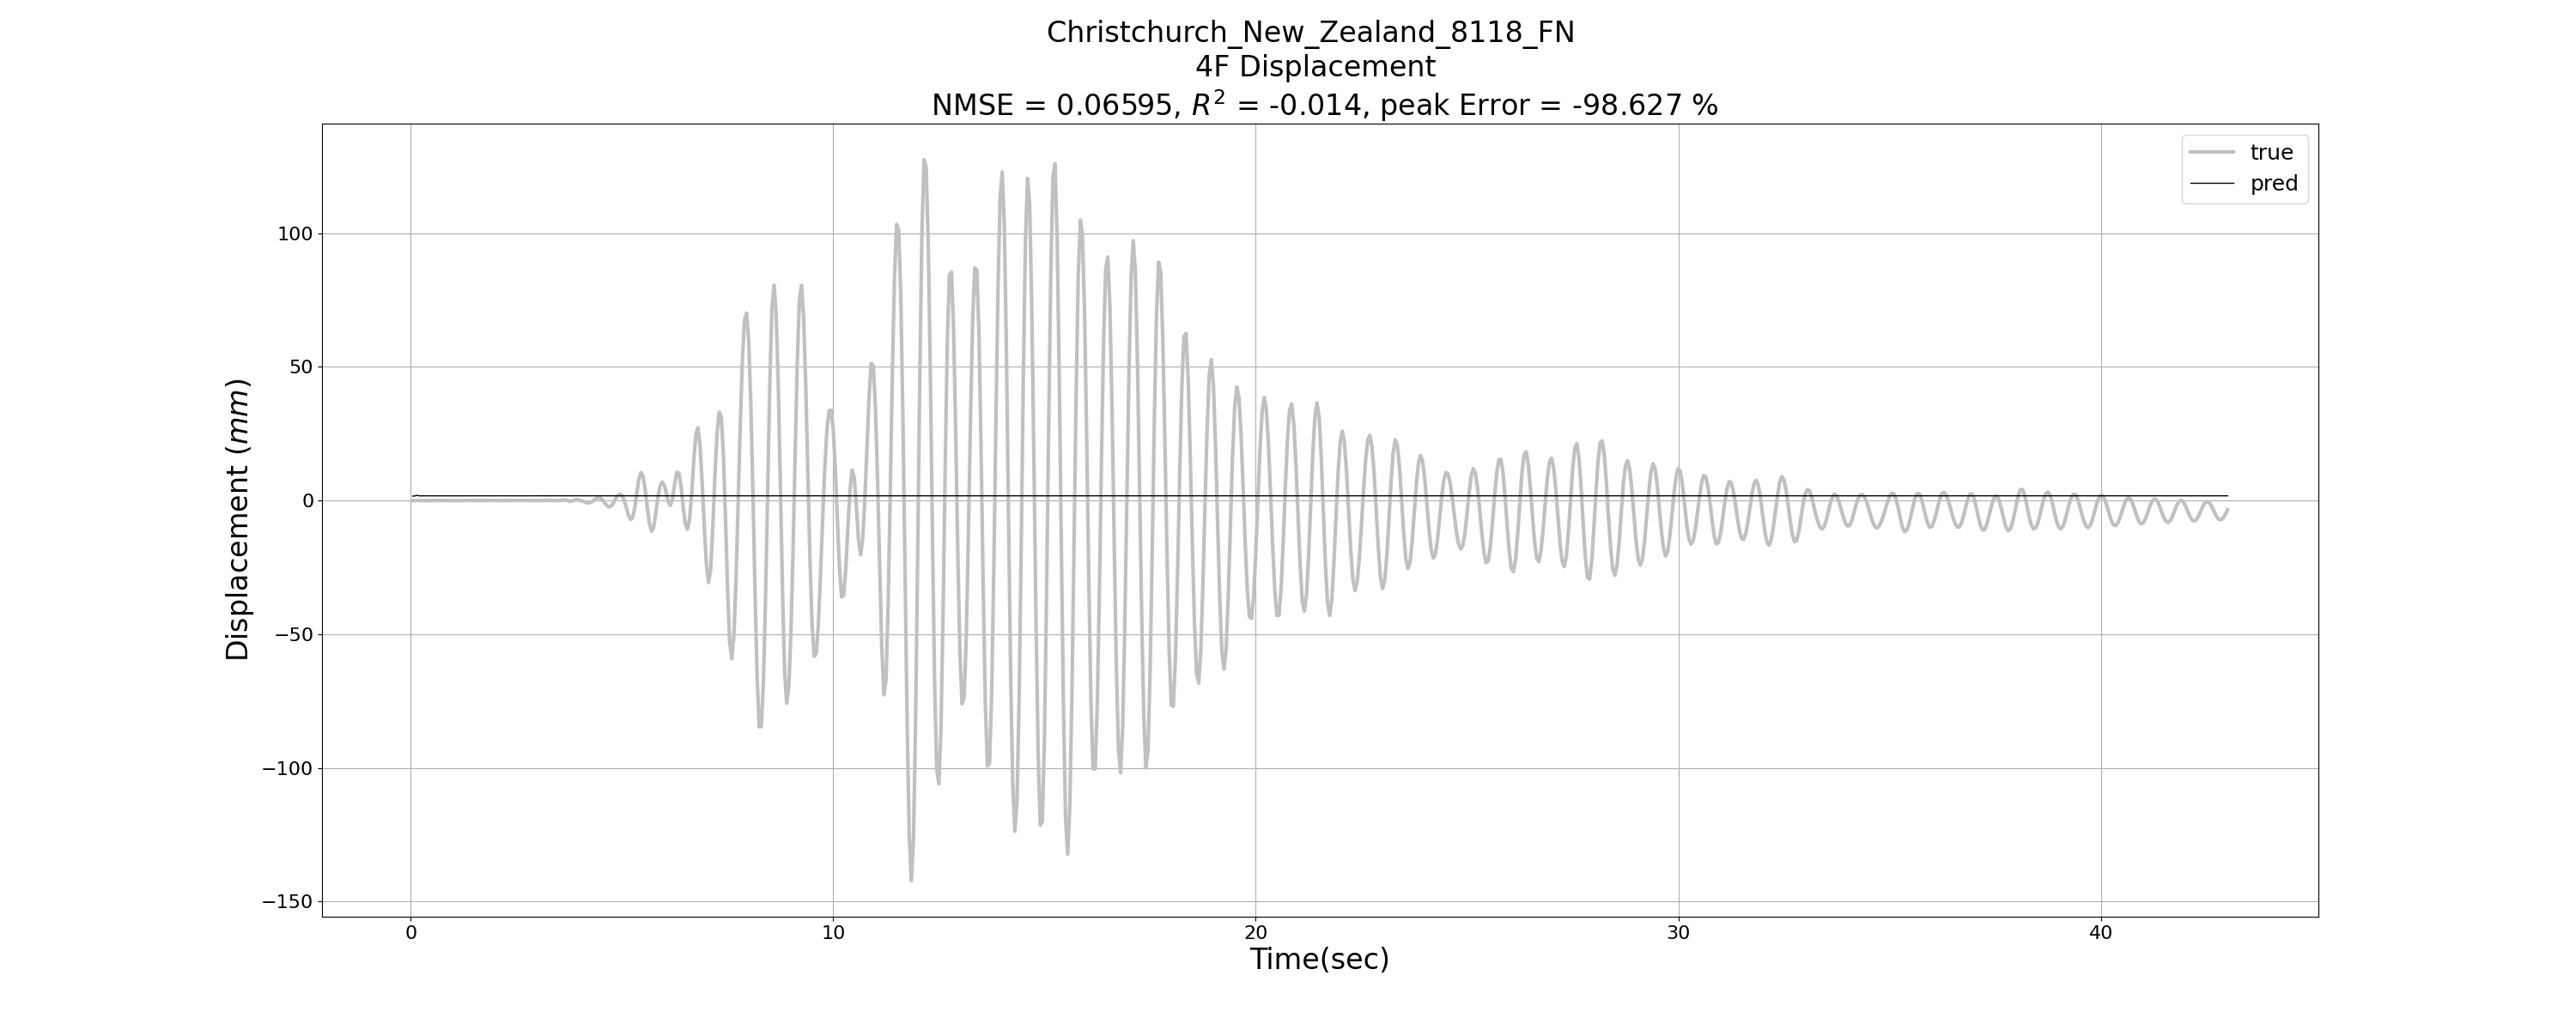 Christchurch_New_Zealand_8118_FN
4F Displacement
NMSE = 0.06595, R² = -0.014, peak Error = -98.627 %
true
pred
Displacement (mm)
100
50
0
−50
−100
−150
0
10
20
30
40
Time(sec)